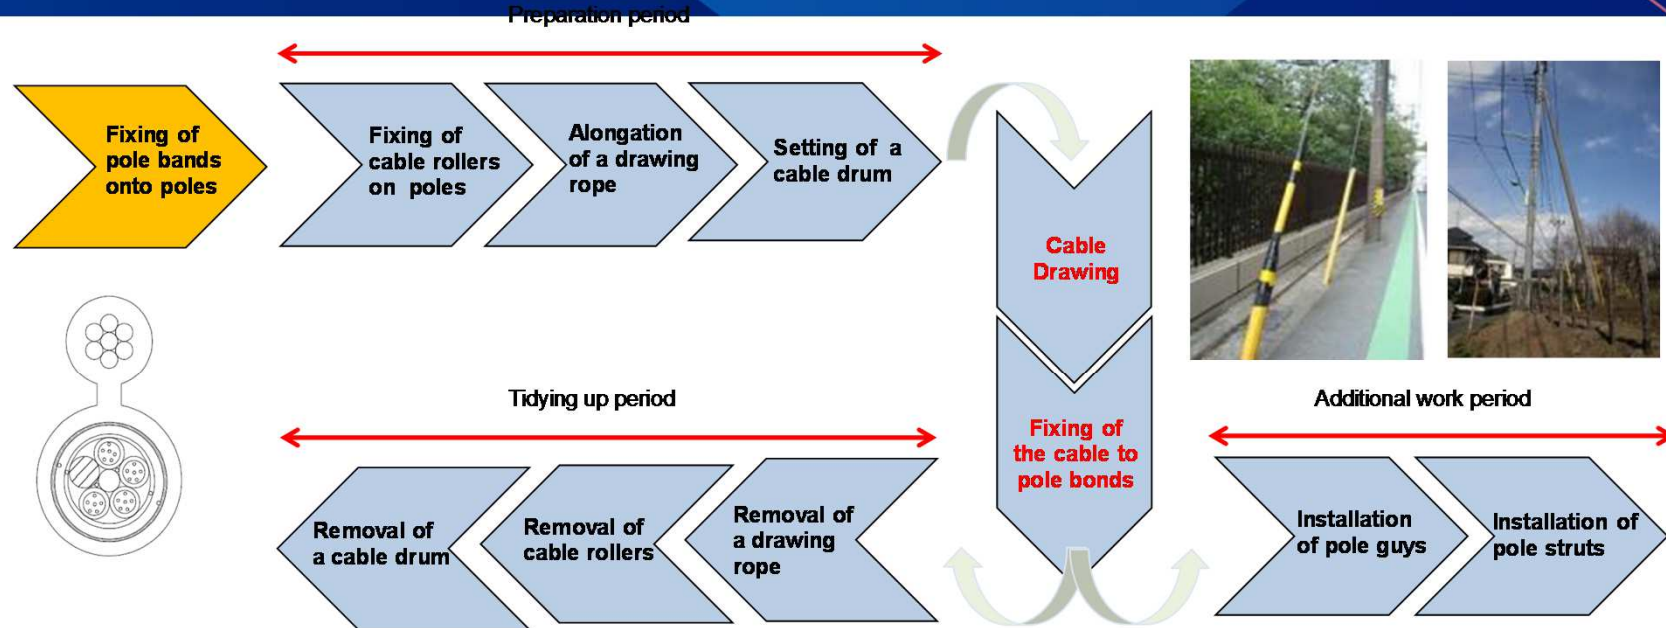 Preparation period
Fixing of
pole bands
onto poles
Fixing of
cable rollers
on poles
Alongation
of a drawing
rope
Setting of a
cable drum
Cable
Drawing
Fixing of
the cable to
pole bonds
Tidying up period
Removal of
a cable drum
Removal of
cable rollers
Removal of
a drawing
rope
Additional work period
Installation
of pole guys
Installation of
pole struts